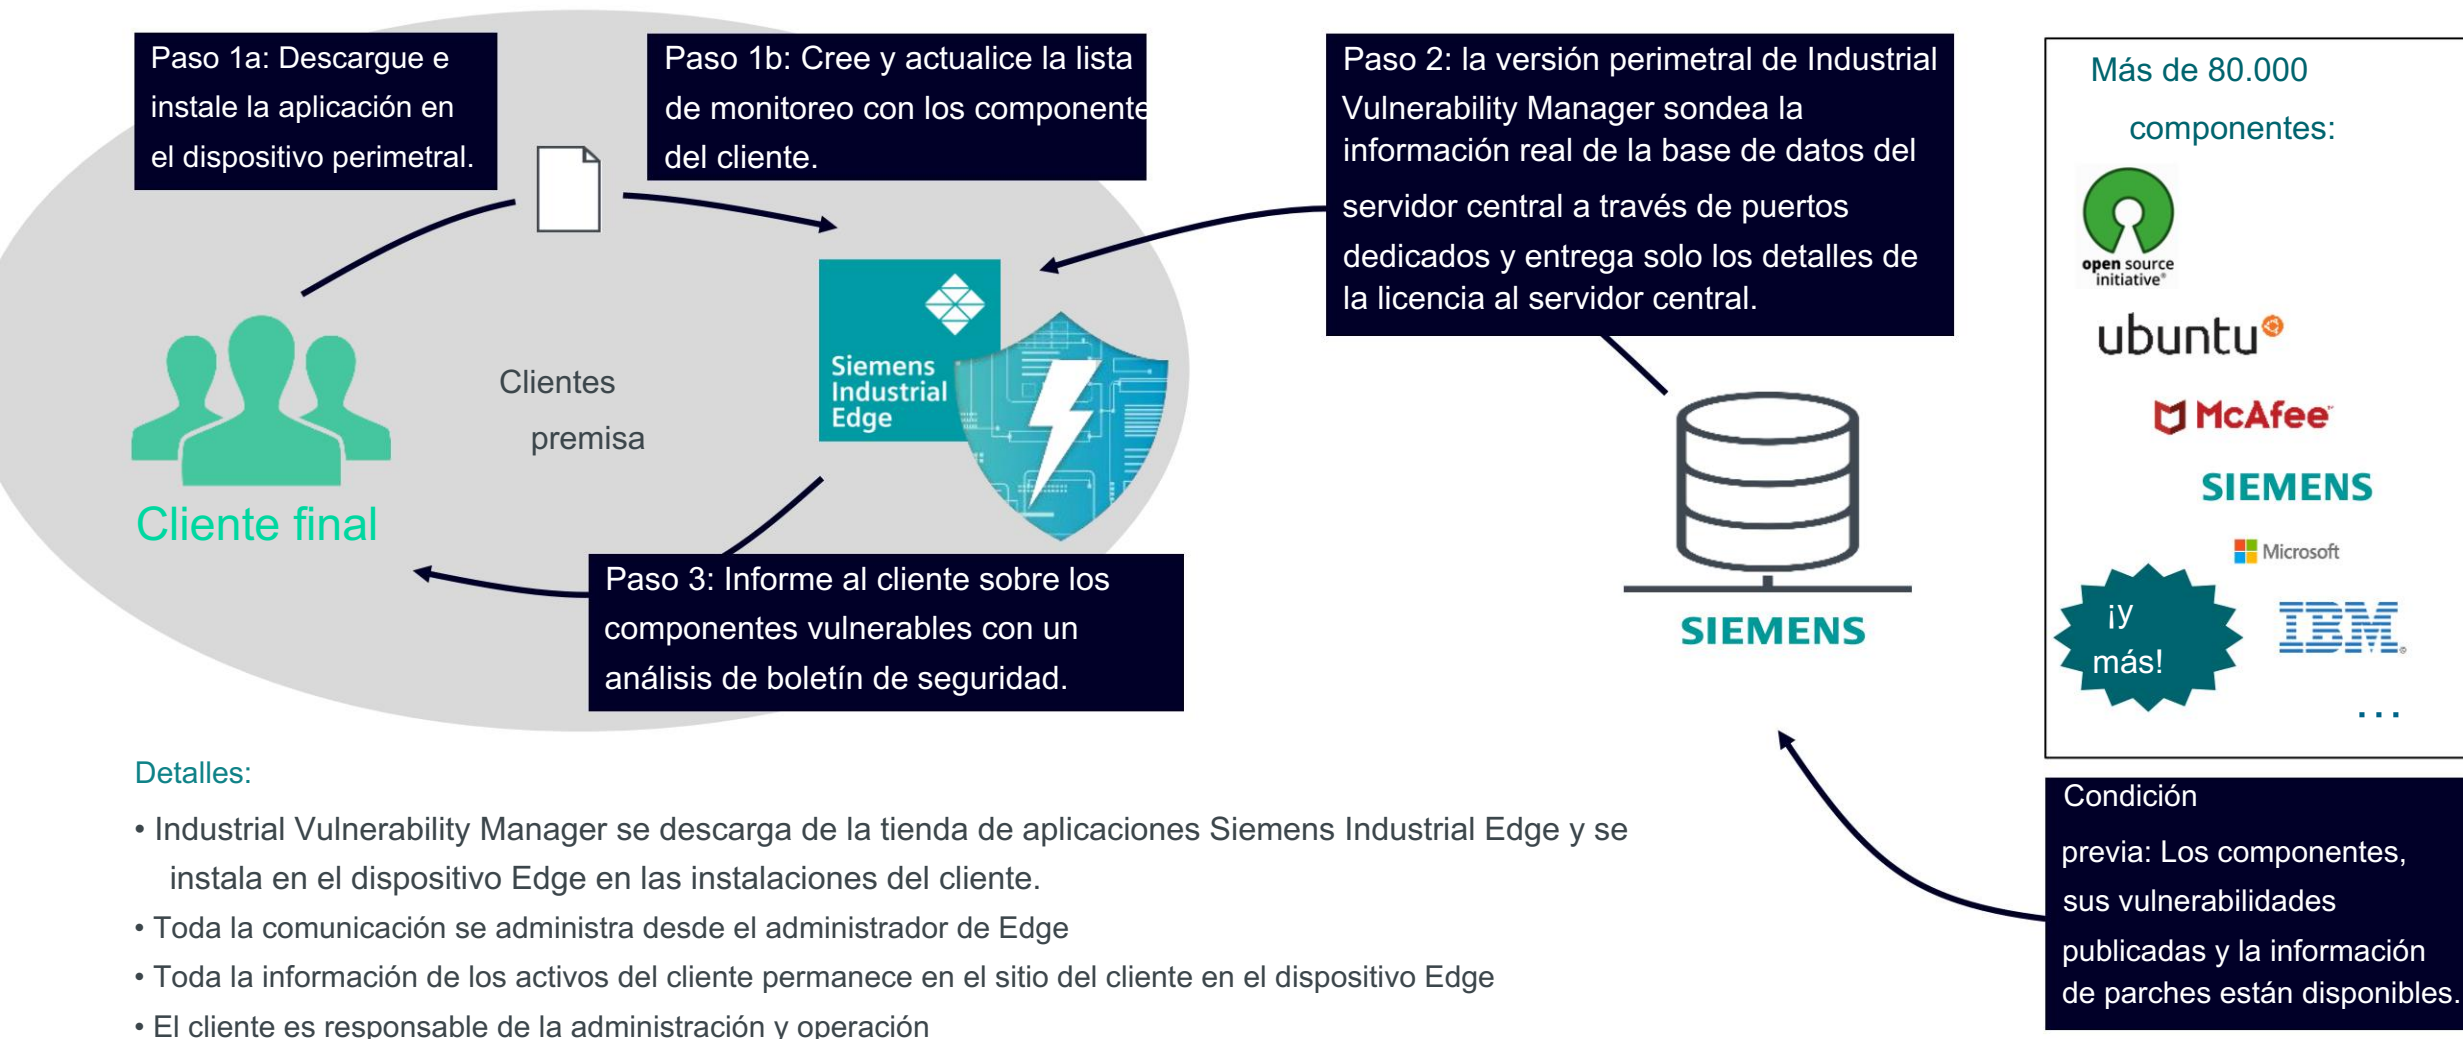 Paso 1a: Descargue e
instale la aplicación en
el dispositivo perimetral.
Paso 1b: Cree y actualice la lista
de monitoreo con los componente
del cliente.
Paso 2: la versión perimetral de Industrial
Vulnerability Manager sondea la
información real de la base de datos del
servidor central a través de puertos
dedicados y entrega solo los detalles de
la licencia al servidor central.
Más de 80.000
componentes:
open source
initiative®
ubuntu
McAfee™
SIEMENS
Microsoft
¡y
más!
IBM®
...
Siemens
Industrial
Edge
Clientes
premisa
Cliente final
Paso 3: Informe al cliente sobre los
componentes vulnerables con un
análisis de boletín de seguridad.
SIEMENS
Condición
previa: Los componentes,
sus vulnerabilidades
publicadas y la información
de parches están disponibles.
Detalles:
• Industrial Vulnerability Manager se descarga de la tienda de aplicaciones Siemens Industrial Edge y se
instala en el dispositivo Edge en las instalaciones del cliente.
• Toda la comunicación se administra desde el administrador de Edge
• Toda la información de los activos del cliente permanece en el sitio del cliente en el dispositivo Edge
• El cliente es responsable de la administración y operación